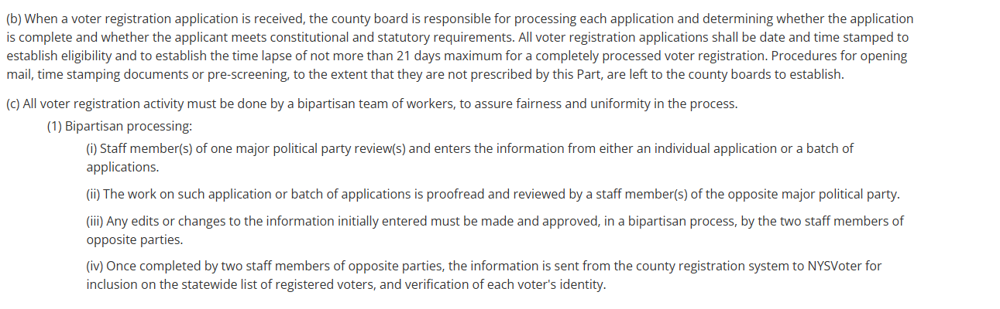 (b) When a voter registration application is received, the county board is responsible for processing each application and determining whether the application
is complete and whether the applicant meets constitutional and statutory requirements. All voter registration applications shall be date and time stamped to
establish eligibility and to establish the time lapse of not more than 21 days maximum for a completely processed voter registration. Procedures for opening
mail, time stamping documents or pre-screening, to the extent that they are not prescribed by this Part, are left to the county boards to establish.
(c) All voter registration activity must be done by a bipartisan team of workers, to assure fairness and uniformity in the process.
(1) Bipartisan processing:
(i) Staff member(s) of one major political party review(s) and enters the information from either an individual application or a batch of
applications.
(ii) The work on such application or batch of applications is proofread and reviewed by a staff member(s) of the opposite major political party.
(iii) Any edits or changes to the information initially entered must be made and approved, in a bipartisan process, by the two staff members of
opposite parties.
(iv) Once completed by two staff members of opposite parties, the information is sent from the county registration system to NYSVoter for
inclusion on the statewide list of registered voters, and verification of each voter's identity.